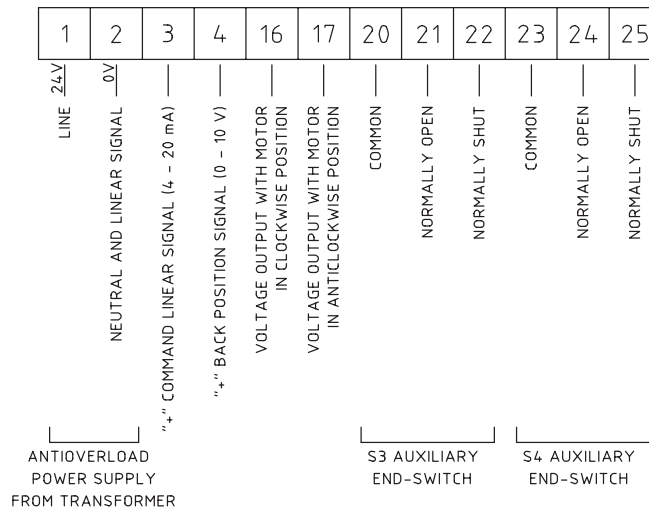 1 2 3 4 16 17 20 21 22 23 24 25
24V
LINE
0V
NEUTRAL AND LINEAR SIGNAL
"+" COMMAND LINEAR SIGNAL (4 - 20 mA)
"+" BACK POSITION SIGNAL (0 - 10 V)
VOLTAGE OUTPUT WITH MOTOR
IN CLOCKWISE POSITION
VOLTAGE OUTPUT WITH MOTOR
IN ANTICLOCKWISE POSITION
COMMON
NORMALLY OPEN
NORMALLY SHUT
COMMON
NORMALLY OPEN
NORMALLY SHUT
ANTIOVERLOAD
POWER SUPPLY
FROM TRANSFORMER
S3 AUXILIARY
END-SWITCH
S4 AUXILIARY
END-SWITCH